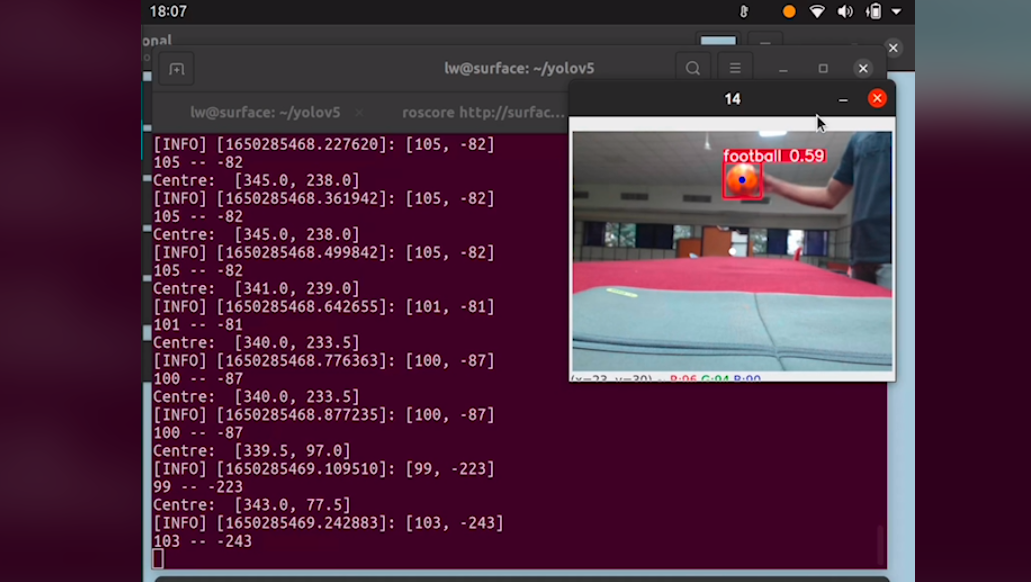 18:07
onal
lw@surface: ~/yolov5
lw@surface: ~/yolov5
roscore http://surfac...
14
[INFO] [1650285468.227620]: [105, -82]
105 -- -82
Centre:  [345.0, 238.0]
[INFO] [1650285468.361942]: [105, -82]
105 -- -82
Centre:  [345.0, 238.0]
[INFO] [1650285468.499842]: [105, -82]
105 -- -82
Centre:  [341.0, 239.0]
[INFO] [1650285468.642655]: [101, -81]
101 -- -81
Centre:  [340.0, 233.5]
[INFO] [1650285468.776363]: [100, -87]
100 -- -87
Centre:  [340.0, 233.5]
[INFO] [1650285468.877235]: [100, -87]
100 -- -87
Centre:  [339.5, 97.0]
[INFO] [1650285469.109510]: [99, -223]
99 -- -223
Centre:  [343.0, 77.5]
[INFO] [1650285469.242883]: [103, -243]
103 -- -243
football 0.59
(x=23, y=30) ~ R:96 G:94 B:90